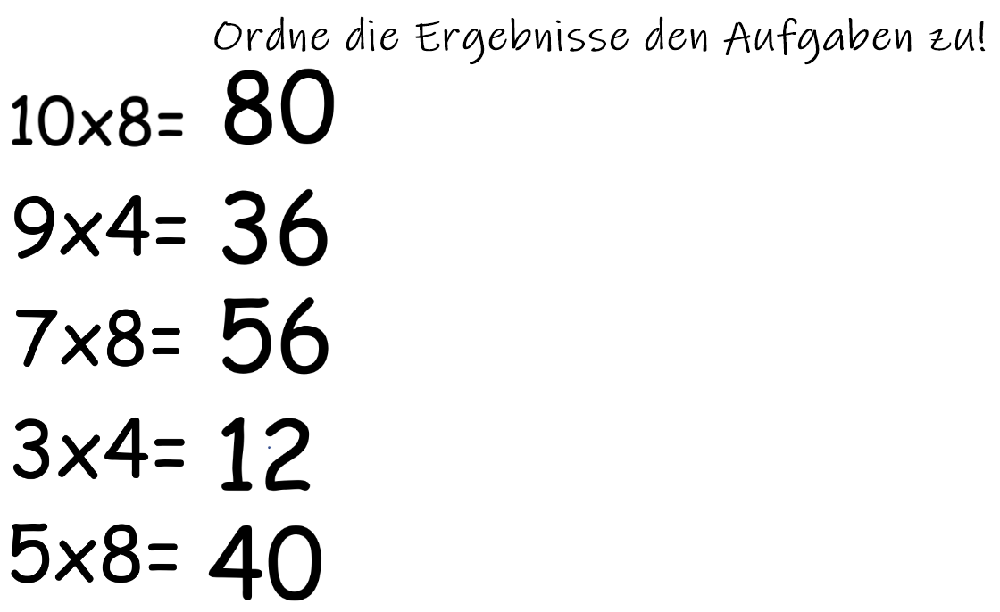 Ordne die Ergebnisse den Aufgaben zu!
10x8= 80
9x4= 36
7x8= 56
3x4= 12
5x8= 40